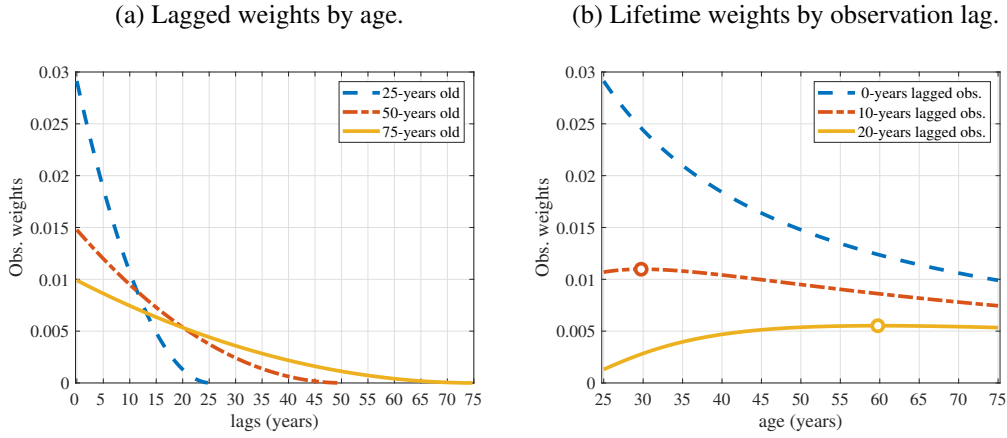 (a) Lagged weights by age.
0.03
0.025
0.02
0.015
0.01
0.005
0
Obs. weights
25-years old
50-years old
75-years old
0 5 10 15 20 25 30 35 40 45 50 55 60 65 70 75
lags (years)
(b) Lifetime weights by observation lag.
0.03
0.025
0.02
0.015
0.01
0.005
0
Obs. weights
0-years lagged obs.
10-years lagged obs.
20-years lagged obs.
25 30 35 40 45 50 55 60 65 70 75
age (years)